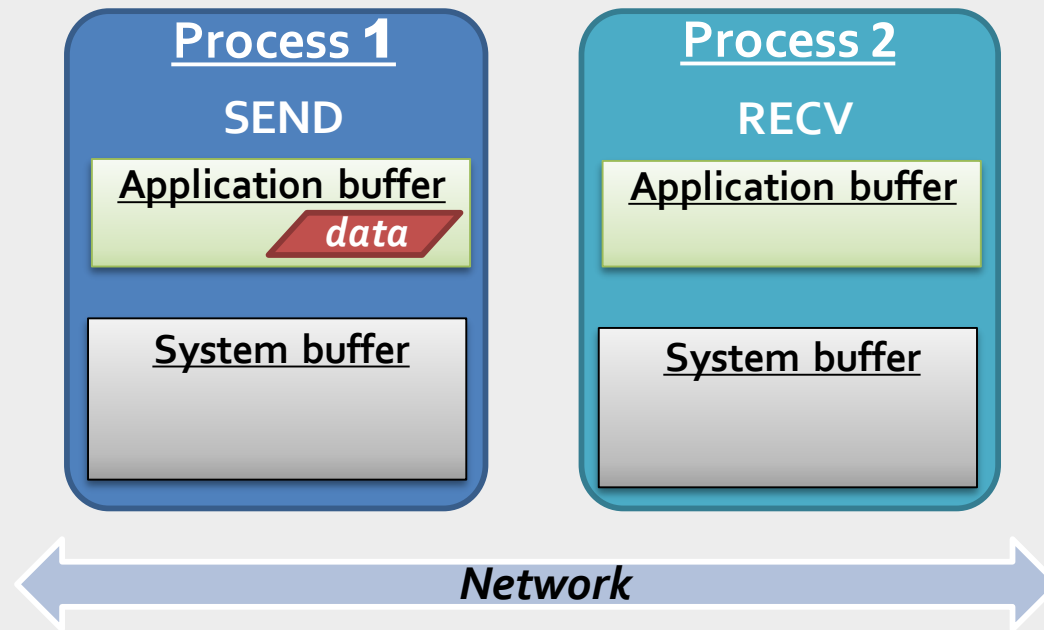 Process 1
SEND
Application buffer
data
System buffer
Process 2
RECV
Application buffer
System buffer
Network